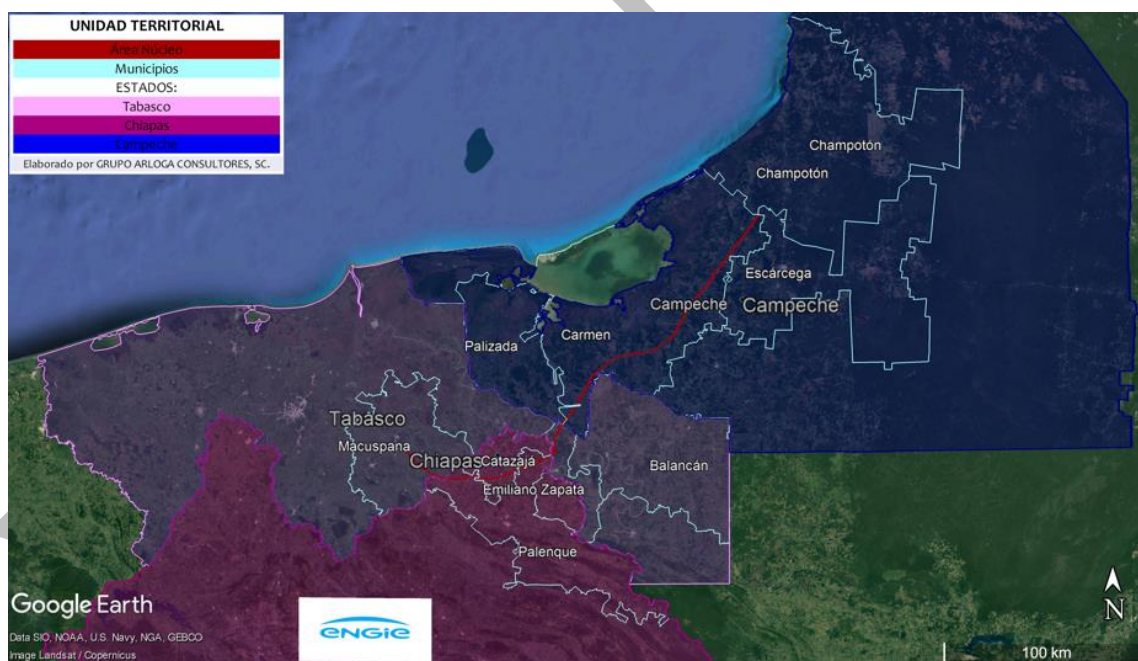 UNIDAD TERRITORIAL
Área Núcleo
Municipios
ESTADOS:
Tabasco
Chiapas
Campeche
Elaborado por GRUPO ARLOGA CONSULTORES, SC.
Champotón
Champotón
Escárcega
Campeche
Campeche
Carmen
Palizada
Tabasco
Macuspana
Chiapas
Catazajá
Balancán
Emiliano Zapata
Palenque
Google Earth
Data SIO, NOAA, U.S. Navy, NGA, GEBCO
Image Landsat / Copernicus
ENGIE
N
100 km